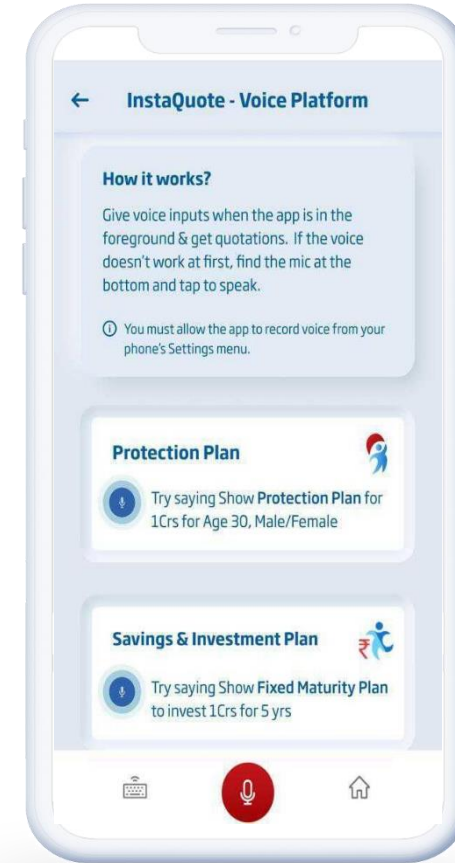 InstaQuote - Voice Platform
How it works?
Give voice inputs when the app is in the
foreground & get quotations. If the voice
doesn't work at first, find the mic at the
bottom and tap to speak.
You must allow the app to record voice from your
phone's Settings menu.
Protection Plan
Try saying Show Protection Plan for
1Crs for Age 30, Male/Female
Savings & Investment Plan
₹
Try saying Show Fixed Maturity Plan
to invest 1Crs for 5 yrs